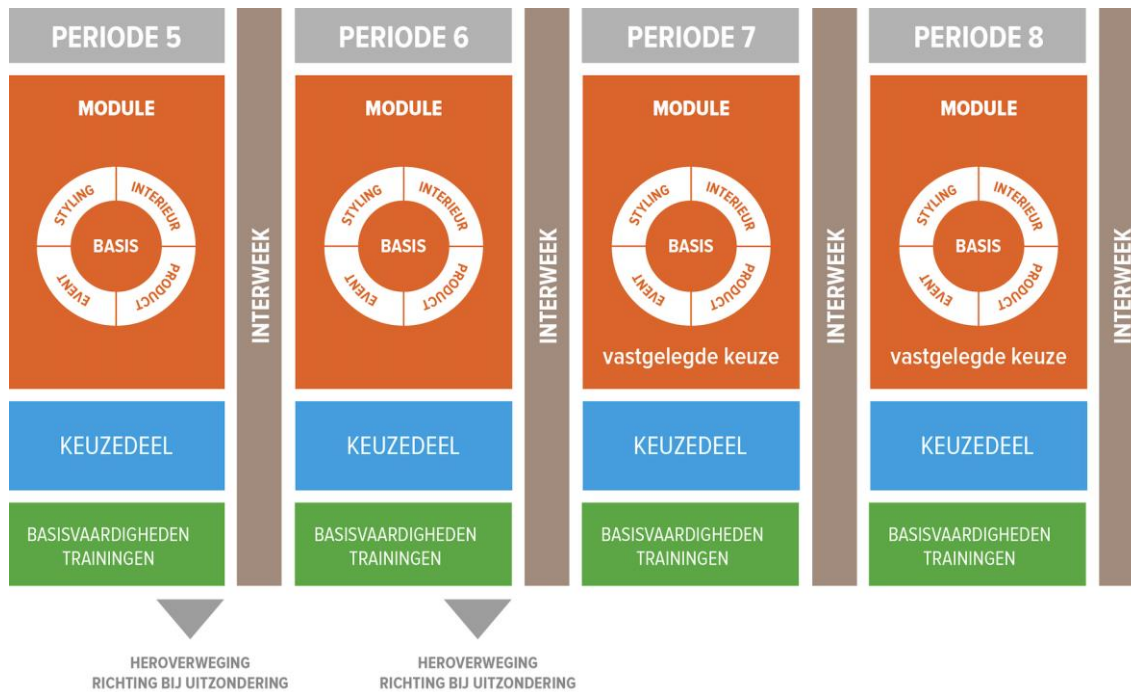 PERIODE 5
MODULE
STYLING
INTERIEUR
BASIS
EVENT
PRODUCT
KEUZEDEEL
BASISVAARDIGHEDEN
TRAININGEN
INTERWEEK
HEROVERWEGING
RICHTING BIJ UITZONDERING
PERIODE 6
MODULE
STYLING
INTERIEUR
BASIS
EVENT
PRODUCT
KEUZEDEEL
BASISVAARDIGHEDEN
TRAININGEN
INTERWEEK
HEROVERWEGING
RICHTING BIJ UITZONDERING
PERIODE 7
MODULE
STYLING
INTERIEUR
BASIS
EVENT
PRODUCT
vastgelegde keuze
KEUZEDEEL
BASISVAARDIGHEDEN
TRAININGEN
INTERWEEK
PERIODE 8
MODULE
STYLING
INTERIEUR
BASIS
EVENT
PRODUCT
vastgelegde keuze
KEUZEDEEL
BASISVAARDIGHEDEN
TRAININGEN
INTERWEEK